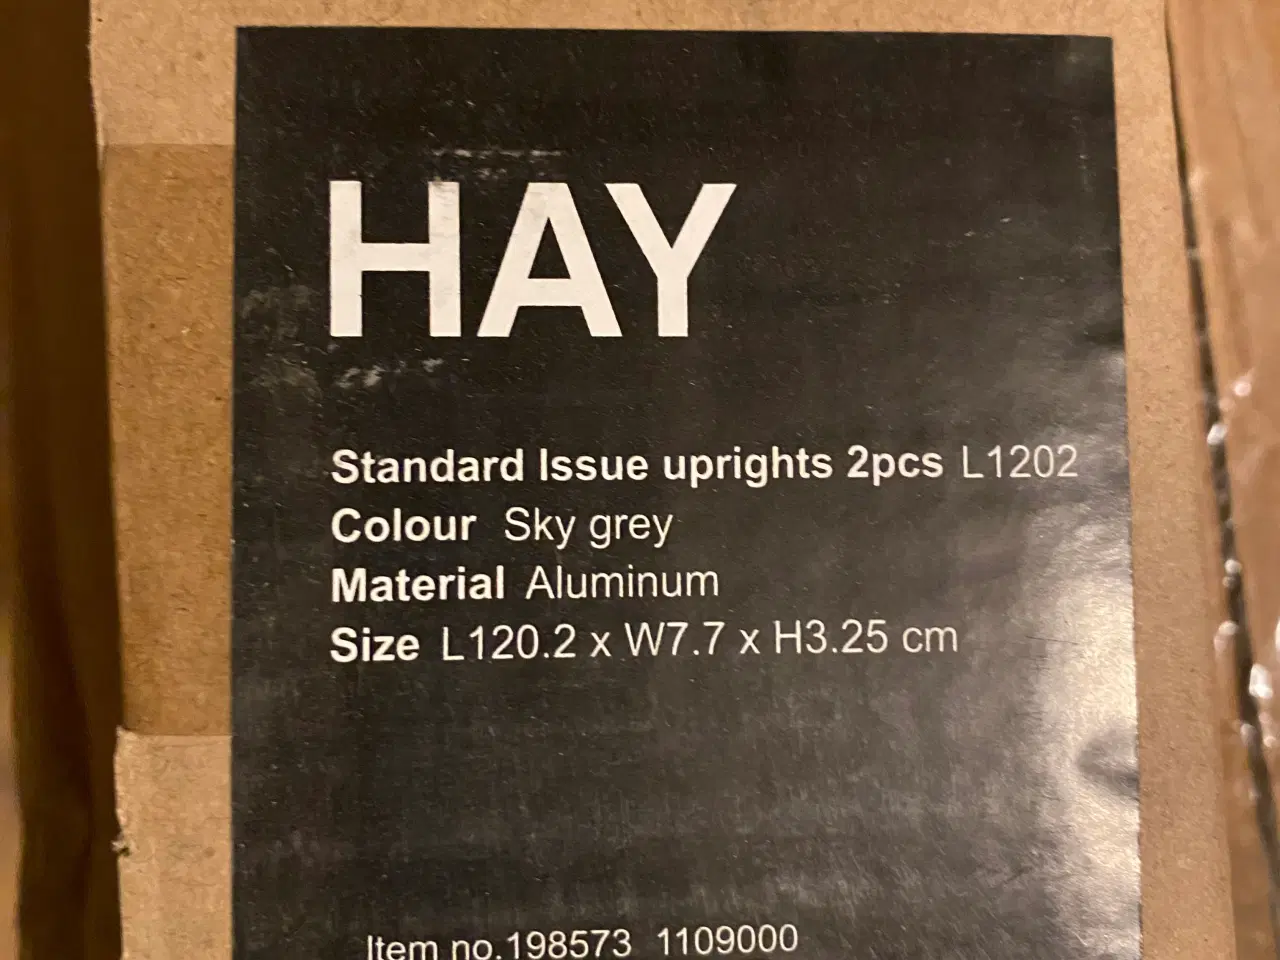 HAY
Standard Issue uprights 2pcs L1202
Colour Sky grey
Material Aluminum
Size L120.2 x W7.7 x H3.25 cm
Item no.198573 1109000